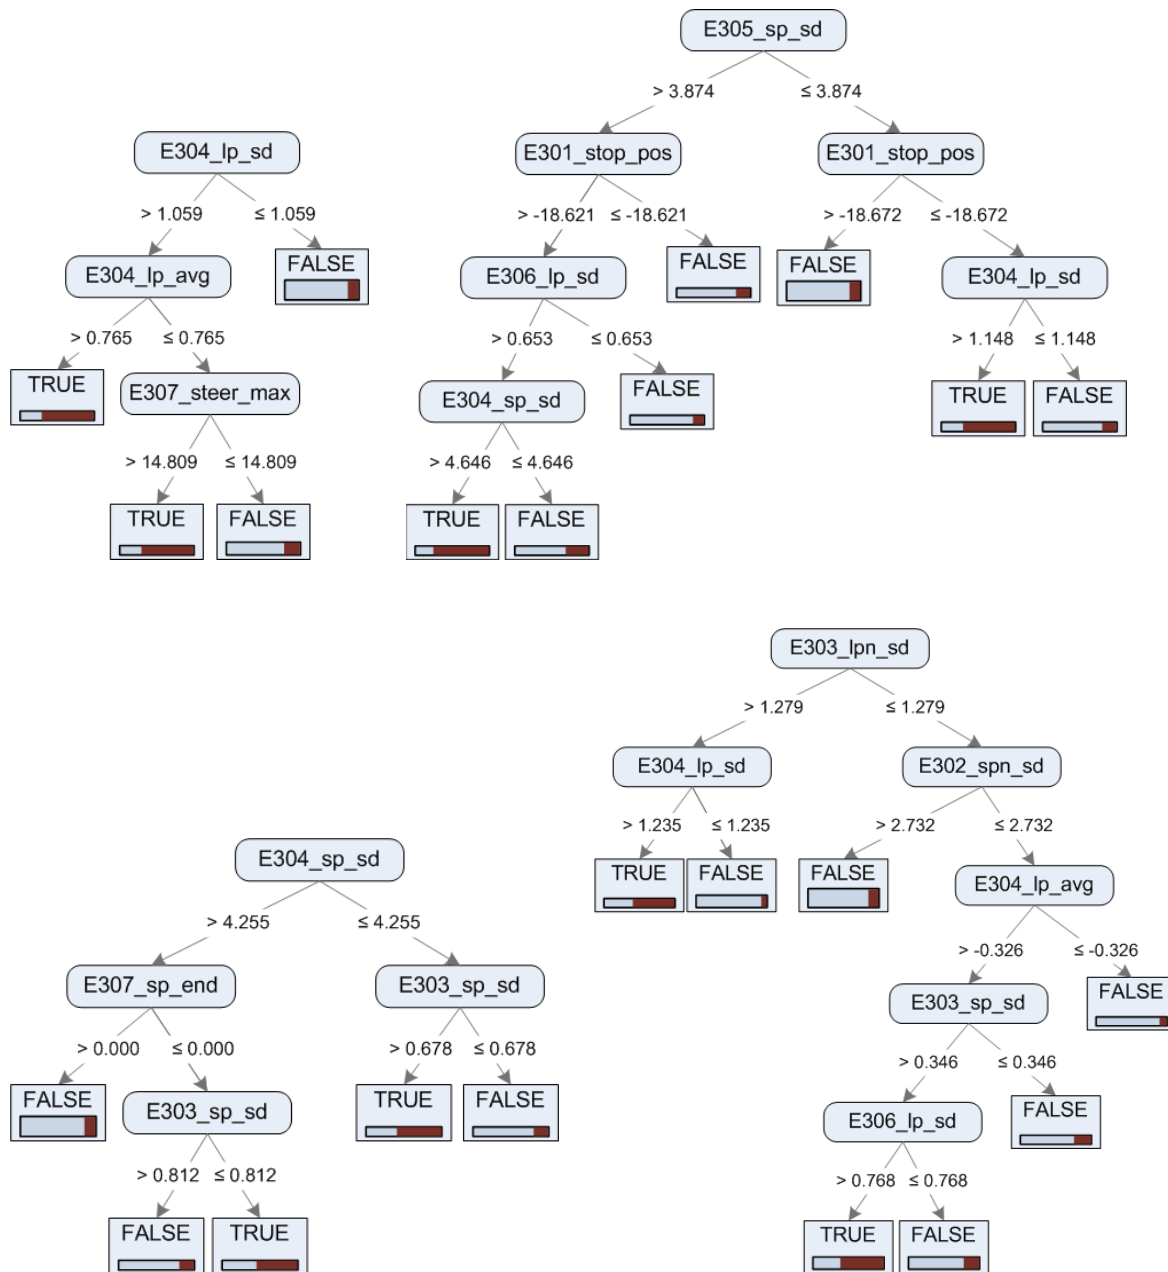 E304_lp_sd
> 1.059 ≤ 1.059
E304_lp_avg
FALSE
> 0.765 ≤ 0.765
TRUE
E307_steer_max
> 14.809 ≤ 14.809
TRUE FALSE
E305_sp_sd
> 3.874 ≤ 3.874
E301_stop_pos E301_stop_pos
> -18.621 ≤ -18.621 > -18.672 ≤ -18.672
E306_lp_sd FALSE FALSE E304_lp_sd
> 0.653 ≤ 0.653 > 1.148 ≤ 1.148
E304_sp_sd FALSE TRUE FALSE
> 4.646 ≤ 4.646
TRUE FALSE
E304_sp_sd
> 4.255 ≤ 4.255
E307_sp_end E303_sp_sd
> 0.000 ≤ 0.000 > 0.678 ≤ 0.678
FALSE E303_sp_sd TRUE FALSE
> 0.812 ≤ 0.812
FALSE TRUE
E303_lpn_sd
> 1.279 ≤ 1.279
E304_lp_sd E302_spn_sd
> 1.235 ≤ 1.235 > 2.732 ≤ 2.732
TRUE FALSE FALSE E304_lp_avg
> -0.326 ≤ -0.326
E303_sp_sd FALSE
> 0.346 ≤ 0.346
E306_lp_sd FALSE
> 0.768 ≤ 0.768
TRUE FALSE